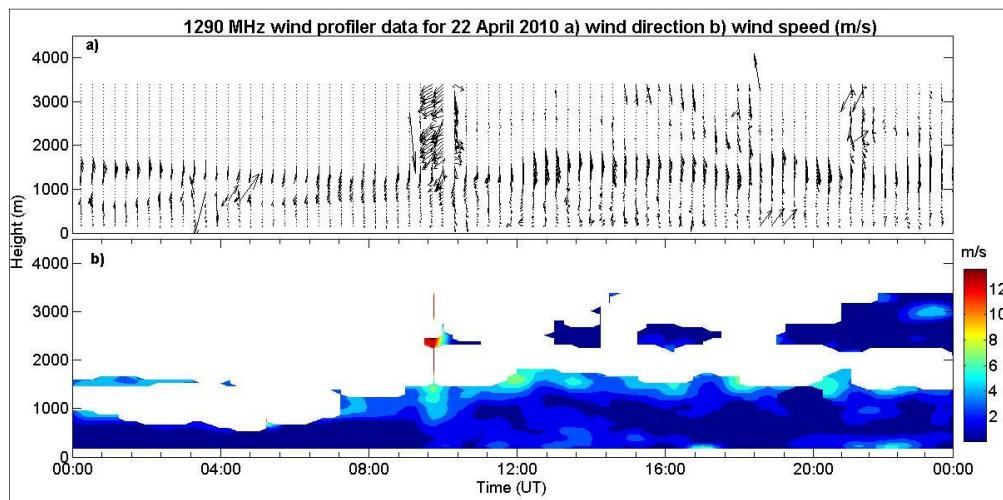 1290 MHz wind profiler data for 22 April 2010 a) wind direction b) wind speed (m/s)
a)
4000
3000
2000
1000
0
Height (m)
b)
4000
3000
2000
1000
0
00:00 04:00 08:00 12:00 16:00 20:00 00:00
Time (UT)
m/s
12
10
8
6
4
2